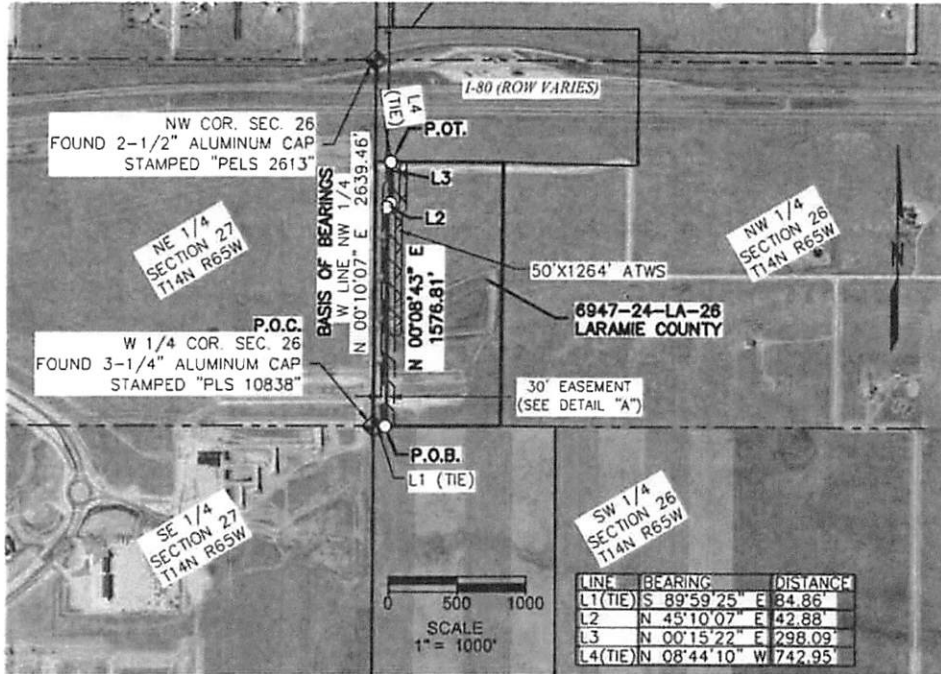 I-80 (ROW VARIES)
NW COR. SEC. 26
FOUND 2-1/2" ALUMINUM CAP
STAMPED "PELS 2613"
L4
(TIE)
P.OT.
L3
L2
BASIS OF BEARINGS
W LINE NW 1/4
N 00°10'07" E 2639.46'
N 00°08'43" E
1576.81'
NE 1/4
SECTION 27
T14N R65W
NW 1/4
SECTION 26
T14N R65W
N
50'X1264' ATWS
6947-24-LA-26
LARAMIE COUNTY
P.O.C.
W 1/4 COR. SEC. 26
FOUND 3-1/4" ALUMINUM CAP
STAMPED "PLS 10838"
30' EASEMENT
(SEE DETAIL "A")
P.O.B.
L1 (TIE)
SE 1/4
SECTION 27
T14N R65W
SW 1/4
SECTION 26
T14N R65W
0 500 1000
SCALE
1"= 1000'
LINE BEARING DISTANCE
L1(TIE) S 89°59'25" E 84.86'
L2 N 45°10'07" E 42.88'
L3 N 00°15'22" E 298.09'
L4(TIE) N 08°44'10" W 742.95'